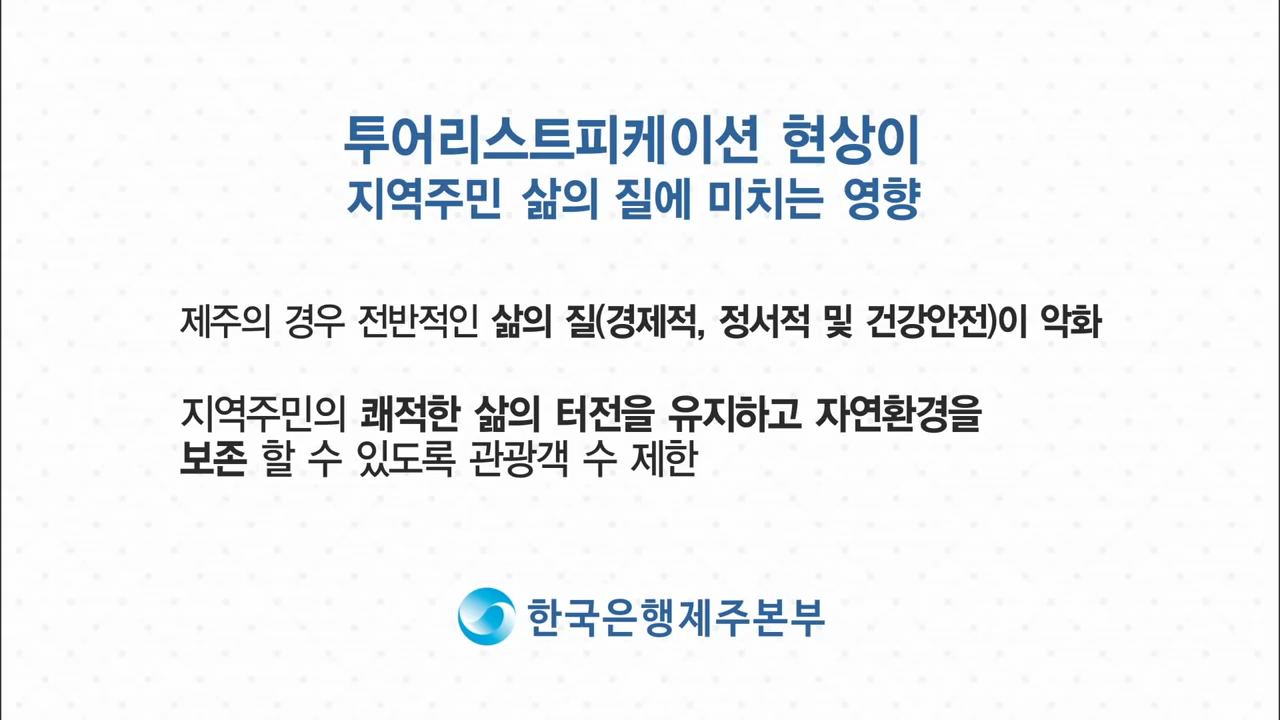 투어리스트피케이션 현상이
지역주민 삶의 질에 미치는 영향
제주의 경우 전반적인 삶의 질(경제적, 정서적 및 건강안전)이 악화
지역주민의 쾌적한 삶의 터전을 유지하고 자연환경을
보존 할 수 있도록 관광객 수 제한
한국은행제주본부